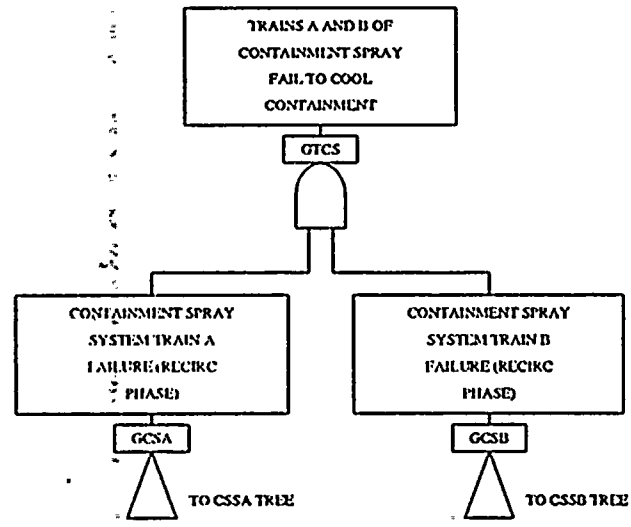 TRAINS A AND B OF
CONTAINMENT SPRAY
FAIL TO COOL
CONTAINMENT
GTCS
CONTAINMENT SPRAY
SYSTEM TRAIN A
FAILURE (RECIRC
PHASE)
GCSA
TO CSSA TREE
CONTAINMENT SPRAY
SYSTEM TRAIN B
FAILURE (RECIRC
PHASE)
GCSB
TO CSSB TREE